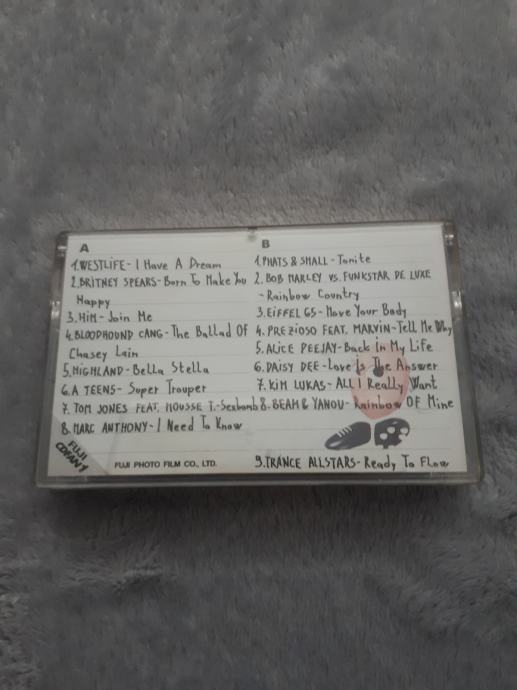 A
1.WESTLIFE- I Have A Dream
2.BRITNEY SPEARS- Born To Make You
Happy
3.HIM- Join Me
4.BLOODHOUND GANG- The Ballad Of
Chasey Lain
5.HIGHLAND- Bella Stella
6.A TEENS- Super Trouper
7. TOM JONES FEAT. MOUSSE T.-Sexbomb
8. MARC ANTHONY- I Need To Know
FUJI
CDFAN1
FUJI PHOTO FILM CO., LTD.
B
1.PHATS & SMALL- Tonite
2. BOB MARLEY VS. FUNKSTAR DE LUXE
-Rainbow Country
3.EIFFEL 65- Move Your Body
4. PREZIOSO FEAT. MARVIN-Tell Me Why
5. ALICE PEEJAY-Back In My Life
6. DAISY DEE-Love Is The Answer
7. KIM LUKAS- All I Really Want
8. BEAM & YANOU- Rainbow Of Mine
9.TRANCE ALLSTARS- Ready To Flow